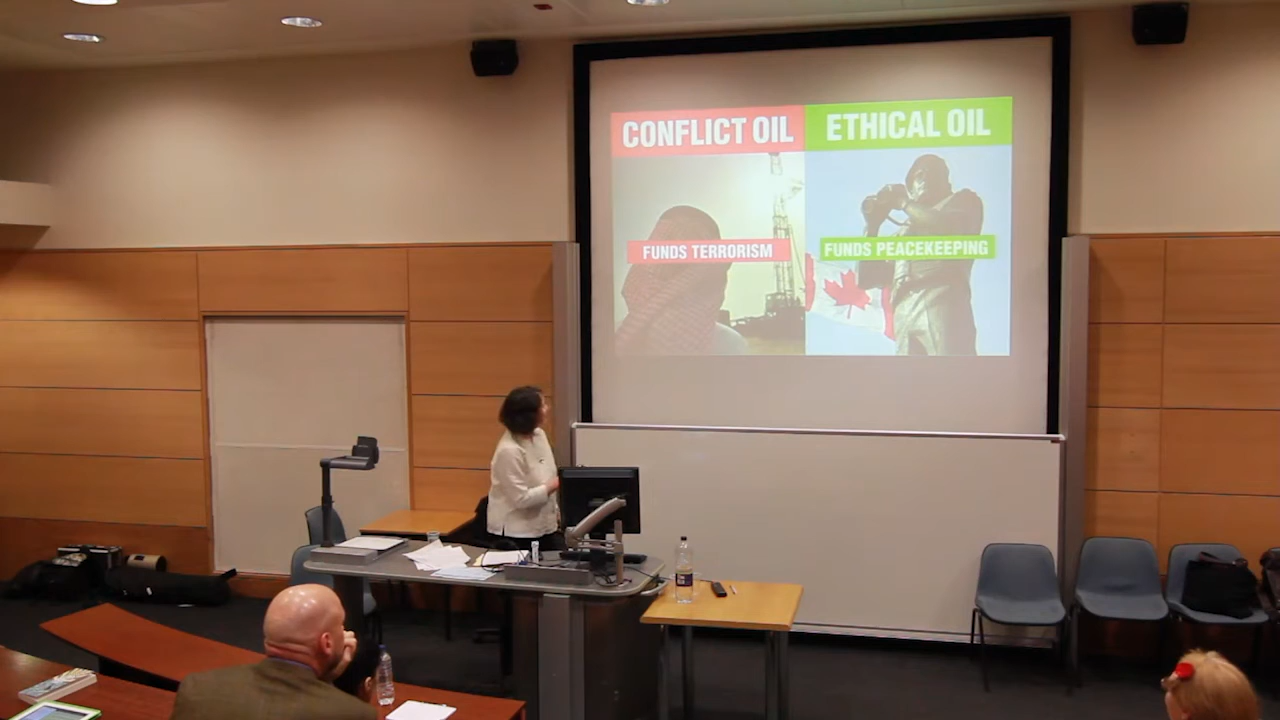 CONFLICT OIL
ETHICAL OIL
FUNDS TERRORISM
FUNDS PEACEKEEPING